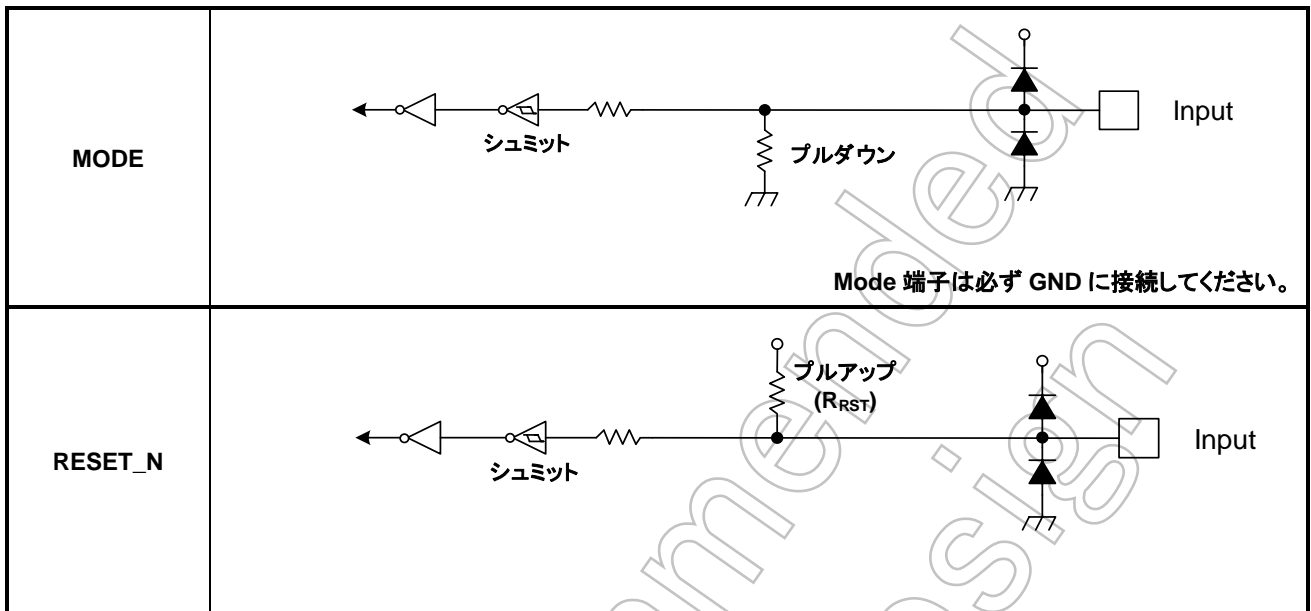 MODE
シュミット
プルダウン
Input
Mode 端子は必ず GND に接続してください。
RESET_N
プルアップ
(RRST)
シュミット
Input